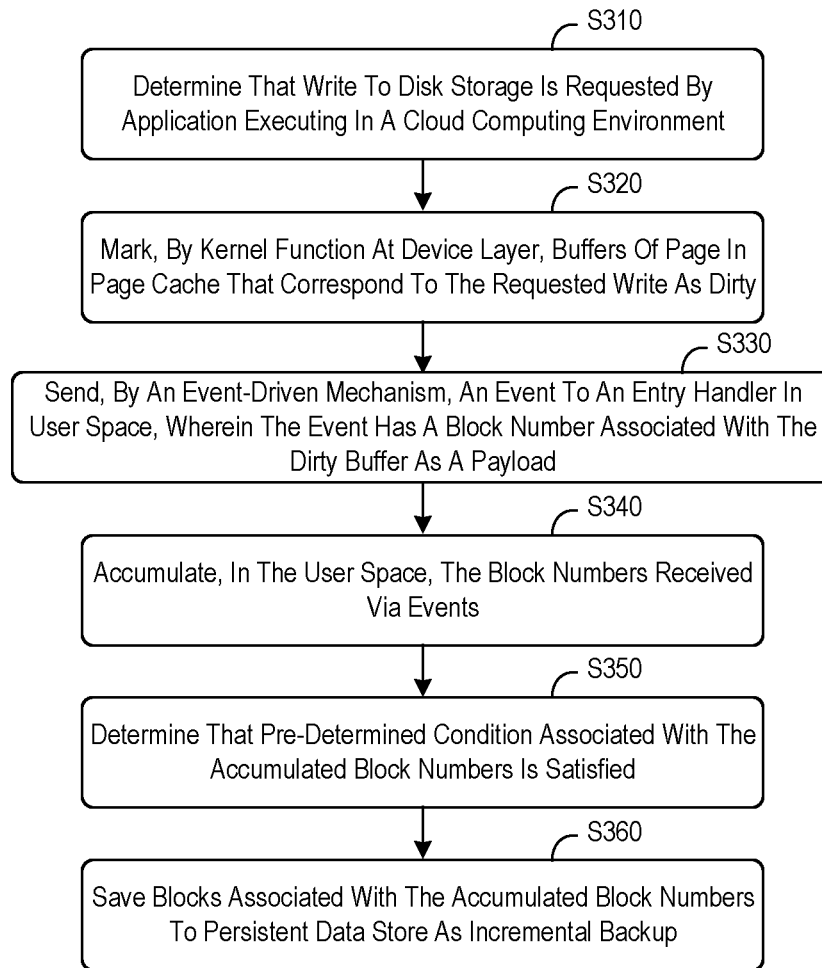 S310
Determine That Write To Disk Storage Is Requested By
Application Executing In A Cloud Computing Environment
S320
Mark, By Kernel Function At Device Layer, Buffers Of Page In
Page Cache That Correspond To The Requested Write As Dirty
S330
Send, By An Event-Driven Mechanism, An Event To An Entry Handler In
User Space, Wherein The Event Has A Block Number Associated With The
Dirty Buffer As A Payload
S340
Accumulate, In The User Space, The Block Numbers Received
Via Events
S350
Determine That Pre-Determined Condition Associated With The
Accumulated Block Numbers Is Satisfied
S360
Save Blocks Associated With The Accumulated Block Numbers
To Persistent Data Store As Incremental Backup